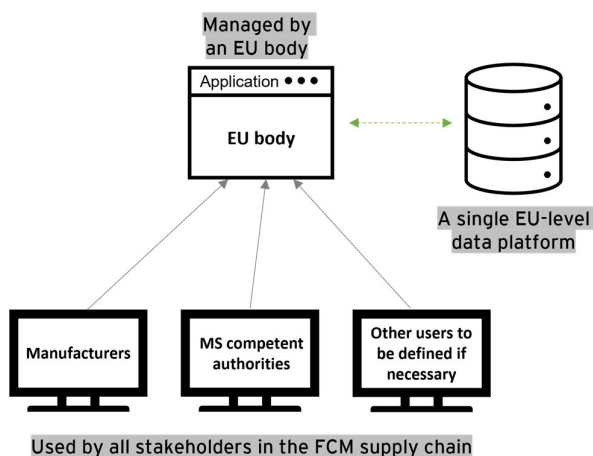 Managed by
an EU body
Application
EU body
A single EU-level
data platform
Manufacturers
MS competent
authorities
Other users to
be defined if
necessary
Used by all stakeholders in the FCM supply chain